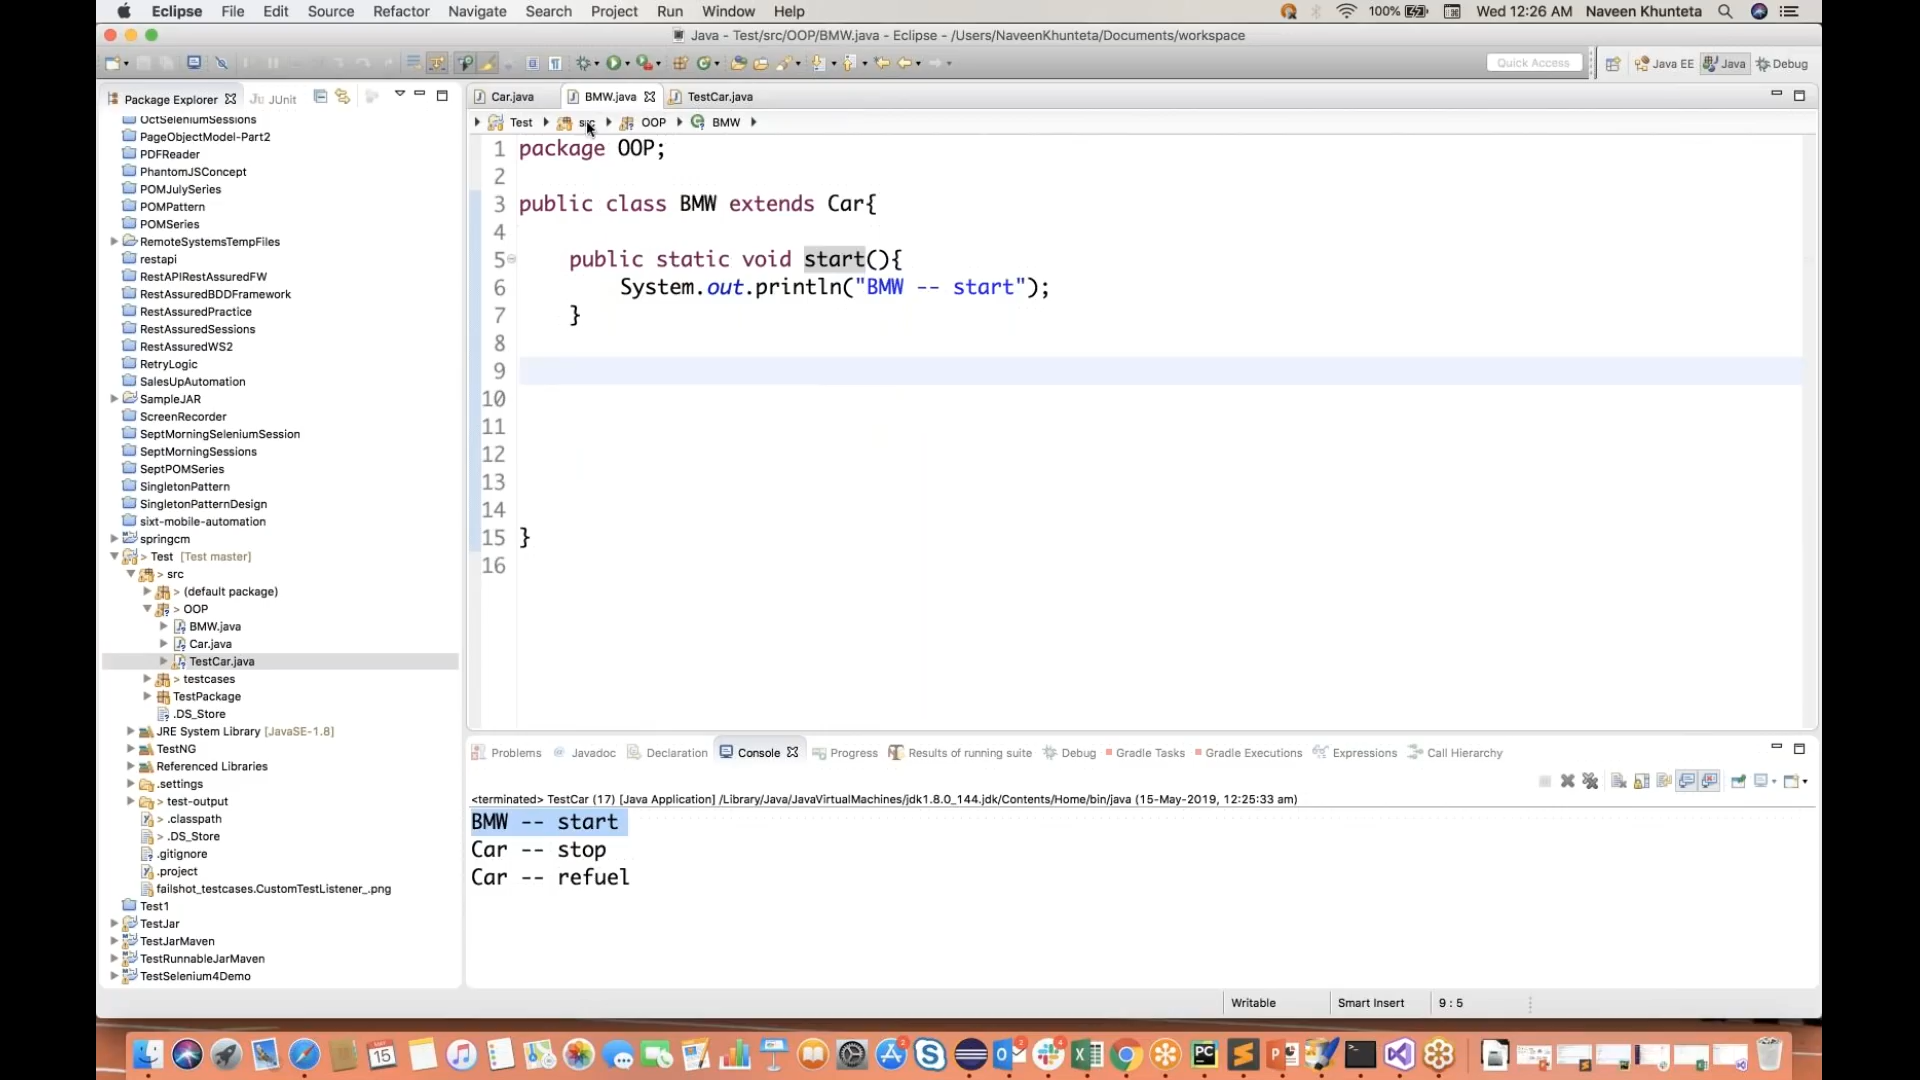 Eclipse File Edit Source Refactor Navigate Search Project Run Window Help 100% Wed 12:26 AM Naveen Khunteta
Java - Test/src/OOP/BMW.java - Eclipse - /Users/NaveenKhunteta/Documents/workspace
Quick Access Java EE Java Debug
Package Explorer JUnit
OctSeleniumSessions
PageObjectModel-Part2
PDFReader
PhantomJSConcept
POMJulySeries
POMPattern
POMSeries
RemoteSystemsTempFiles
restapi
RestAPIRestAssuredFW
RestAssuredBDDFramework
RestAssuredPractice
RestAssuredSessions
RestAssuredWS2
RetryLogic
SalesUpAutomation
SampleJAR
ScreenRecorder
SeptMorningSeleniumSession
SeptMorningSessions
SeptPOMSeries
SingletonPattern
SingletonPatternDesign
sixt-mobile-automation
springcm
> Test [Test master]
> src
> (default package)
> OOP
BMW.java
Car.java
TestCar.java
> testcases
TestPackage
.DS_Store
JRE System Library [JavaSE-1.8]
TestNG
Referenced Libraries
.settings
> test-output
> .classpath
> .DS_Store
.gitignore
.project
failshot_testcases.CustomTestListener_.png
Test1
TestJar
TestJarMaven
TestRunnableJarMaven
TestSelenium4Demo
Car.java BMW.java TestCar.java
Test src OOP BMW
1 package OOP;
2
3 public class BMW extends Car{
4
5 public static void start(){
6 System.out.println("BMW -- start");
7 }
8
9
10
11
12
13
14
15 }
16
Problems Javadoc Declaration Console Progress Results of running suite Debug Gradle Tasks Gradle Executions Expressions Call Hierarchy
<terminated> TestCar (17) [Java Application] /Library/Java/JavaVirtualMachines/jdk1.8.0_144.jdk/Contents/Home/bin/java (15-May-2019, 12:25:33 am)
BMW -- start
Car -- stop
Car -- refuel
Writable Smart Insert 9 : 5